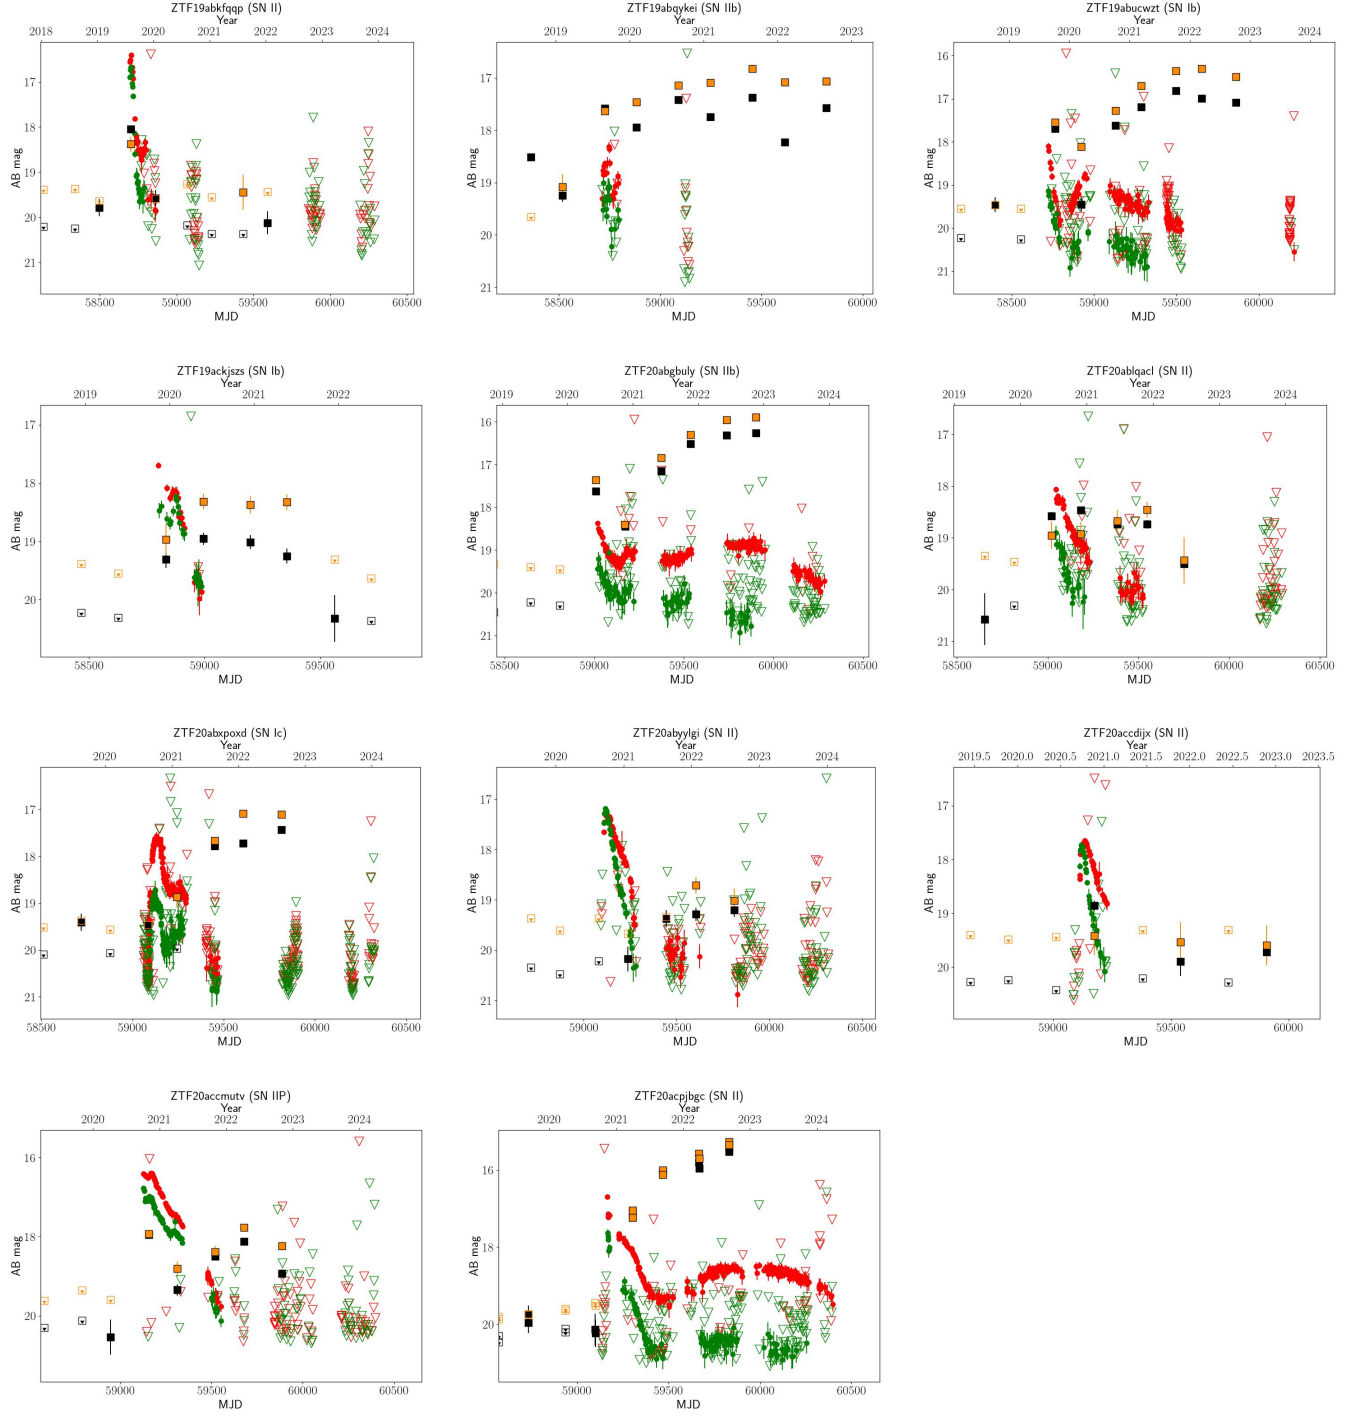 ZTF19abkfqqp (SN II)
Year
2018 2019 2020 2021 2022 2023 2024
AB mag
17
18
19
20
21
58500 59000 59500 60000 60500
MJD
ZTF19abqykei (SN IIb)
Year
2019 2020 2021 2022 2023
AB mag
17
18
19
20
21
58500 59000 59500 60000
MJD
ZTF19abucwzt (SN Ib)
Year
2019 2020 2021 2022 2023 2024
AB mag
16
17
18
19
20
21
58500 59000 59500 60000
MJD
ZTF19ackjszs (SN Ib)
Year
2019 2020 2021 2022
AB mag
17
18
19
20
58500 59000 59500
MJD
ZTF20abgbuly (SN IIb)
Year
2019 2020 2021 2022 2023 2024
AB mag
16
17
18
19
20
21
58500 59000 59500 60000 60500
MJD
ZTF20ablqacl (SN II)
Year
2019 2020 2021 2022 2023 2024
AB mag
17
18
19
20
21
58500 59000 59500 60000 60500
MJD
ZTF20abxpoxd (SN Ic)
Year
2020 2021 2022 2023 2024
AB mag
17
18
19
20
21
58500 59000 59500 60000 60500
MJD
ZTF20abyylgi (SN II)
Year
2020 2021 2022 2023 2024
AB mag
17
18
19
20
21
59000 59500 60000 60500
MJD
ZTF20accdijx (SN II)
Year
2019.5 2020.0 2020.5 2021.0 2021.5 2022.0 2022.5 2023.0 2023.5
AB mag
17
18
19
20
59000 59500 60000
MJD
ZTF20accmutv (SN IIP)
Year
2020 2021 2022 2023 2024
AB mag
16
18
20
59000 59500 60000 60500
MJD
ZTF20acpjbgc (SN II)
Year
2020 2021 2022 2023 2024
AB mag
16
18
20
59000 59500 60000 60500
MJD